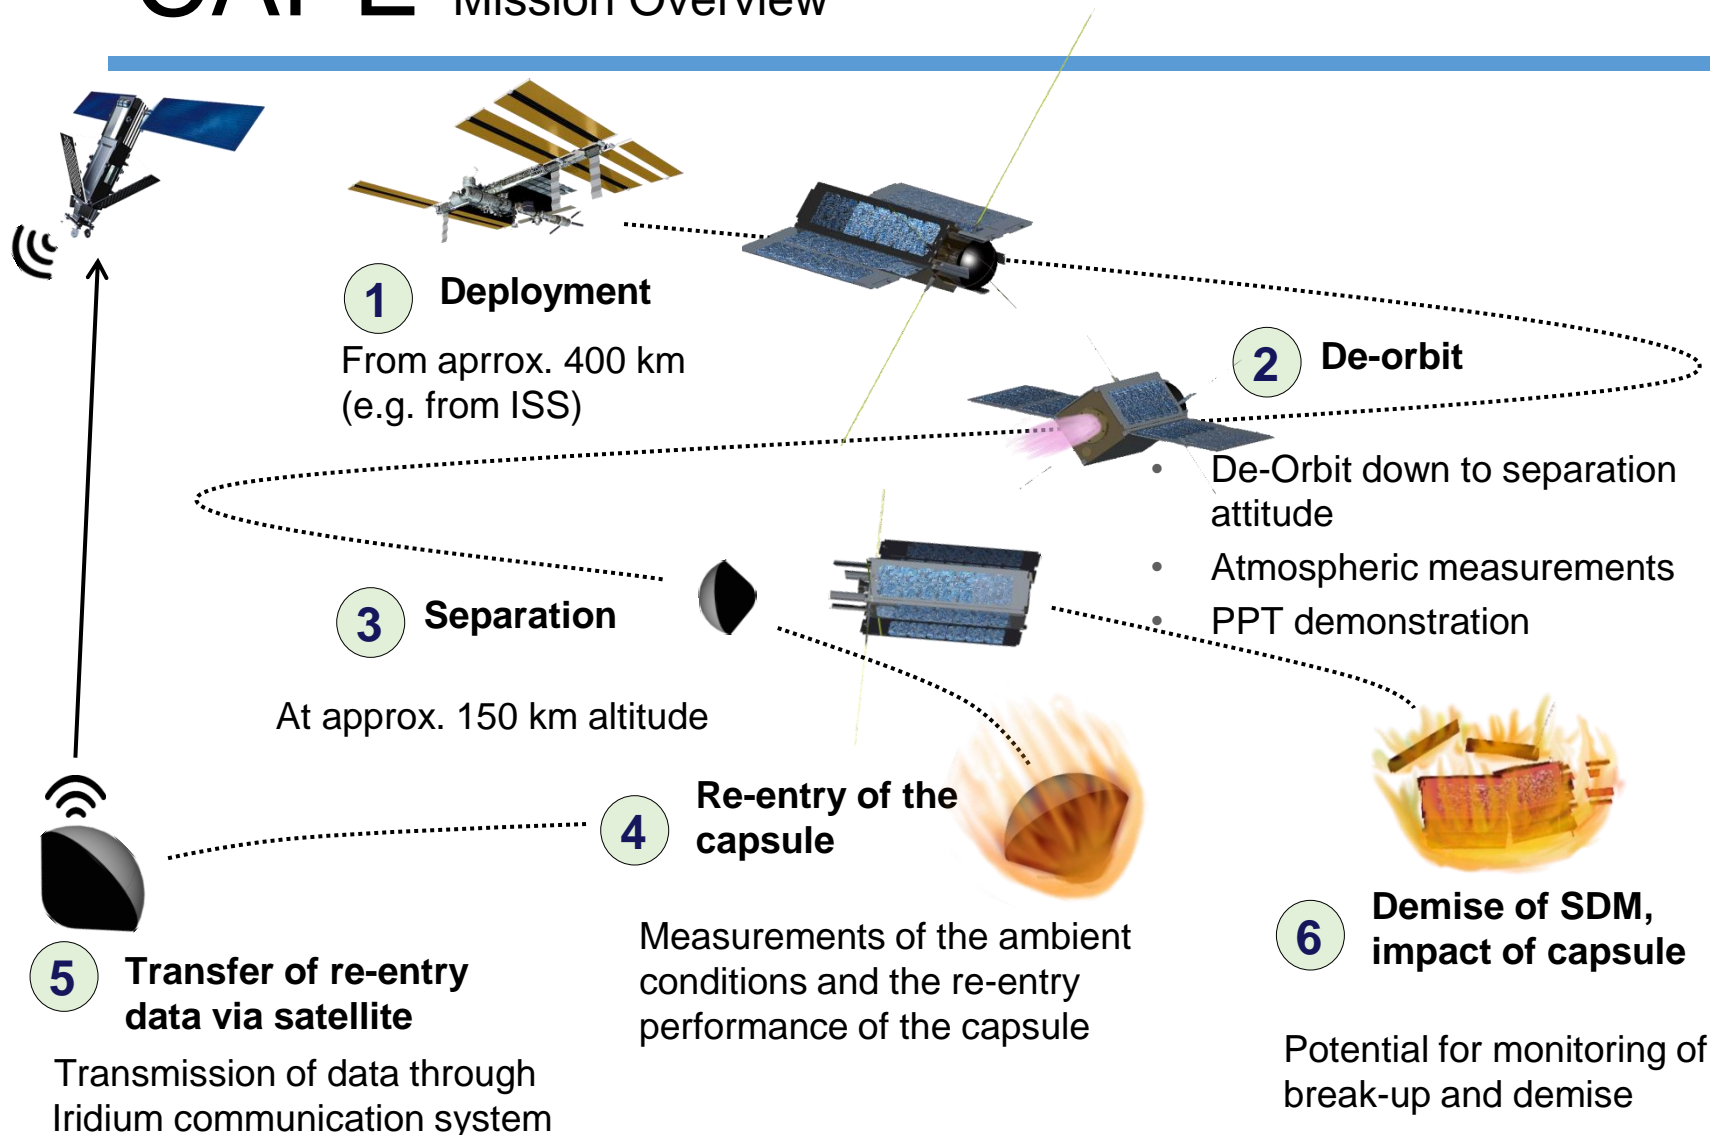 CAPE Mission Overview
1 Deployment
From aprrox. 400 km
(e.g. from ISS)
2 De-orbit
• De-Orbit down to separation
attitude
• Atmospheric measurements
• PPT demonstration
3 Separation
At approx. 150 km altitude
4 Re-entry of the
capsule
Measurements of the ambient
conditions and the re-entry
performance of the capsule
5 Transfer of re-entry
data via satellite
Transmission of data through
Iridium communication system
6 Demise of SDM,
impact of capsule
Potential for monitoring of
break-up and demise